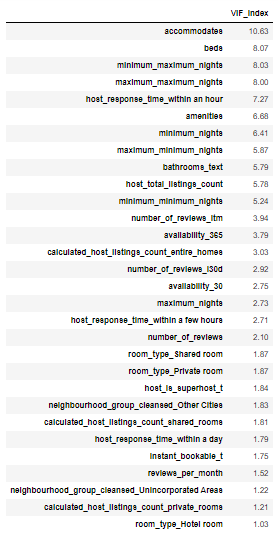 VIF_Index
accommodates 10.63
beds 8.07
minimum_maximum_nights 8.03
maximum_maximum_nights 8.00
host_response_time_within an hour 7.27
amenities 6.68
minimum_nights 6.41
maximum_minimum_nights 5.87
bathrooms_text 5.79
host_total_listings_count 5.78
minimum_minimum_nights 5.24
number_of_reviews_ltm 3.94
availability_365 3.79
calculated_host_listings_count_entire_homes 3.03
number_of_reviews_l30d 2.92
availability_30 2.75
maximum_nights 2.73
host_response_time_within a few hours 2.71
number_of_reviews 2.10
room_type_Shared room 1.87
room_type_Private room 1.87
host_is_superhost_t 1.84
neighbourhood_group_cleansed_Other Cities 1.83
calculated_host_listings_count_shared_rooms 1.81
host_response_time_within a day 1.79
instant_bookable_t 1.75
reviews_per_month 1.52
neighbourhood_group_cleansed_Unincorporated Areas 1.22
calculated_host_listings_count_private_rooms 1.21
room_type_Hotel room 1.03